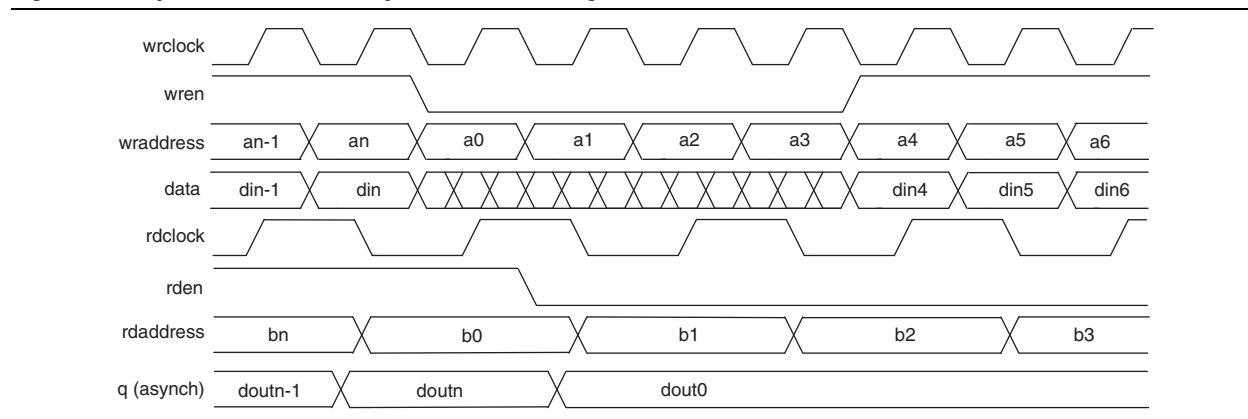 wrclock
wren
wraddress an-1 an a0 a1 a2 a3 a4 a5 a6
data din-1 din din4 din5 din6
rdclock
rden
rdaddress bn b0 b1 b2 b3
q (asynch) doutn-1 doutn dout0